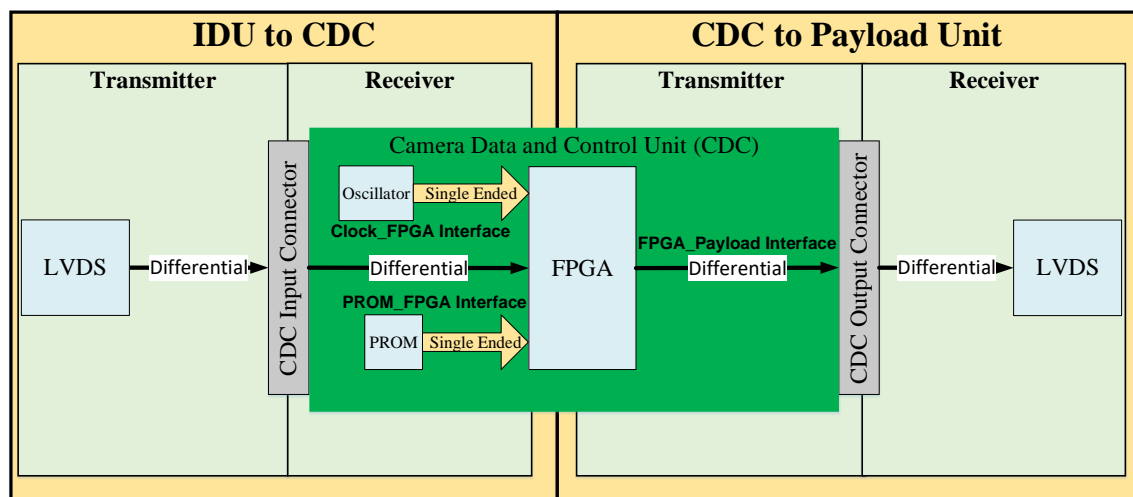 IDU to CDC
CDC to Payload Unit
Transmitter
Receiver
Transmitter
Receiver
Camera Data and Control Unit (CDC)
CDC Input Connector
Oscillator
Single Ended
Clock_FPGA Interface
LVDS
Differential
Differential
FPGA
FPGA_Payload Interface
Differential
CDC Output Connector
Differential
LVDS
PROM_FPGA Interface
PROM
Single Ended